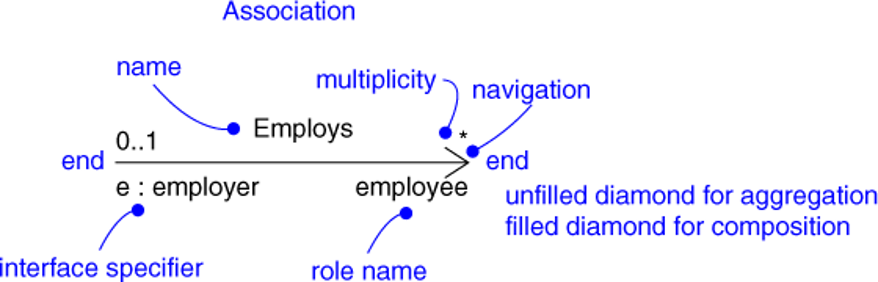 Association
name
multiplicity
navigation
Employs
*
0..1
end
end
e : employer
employee
unfilled diamond for aggregation
filled diamond for composition
interface specifier
role name